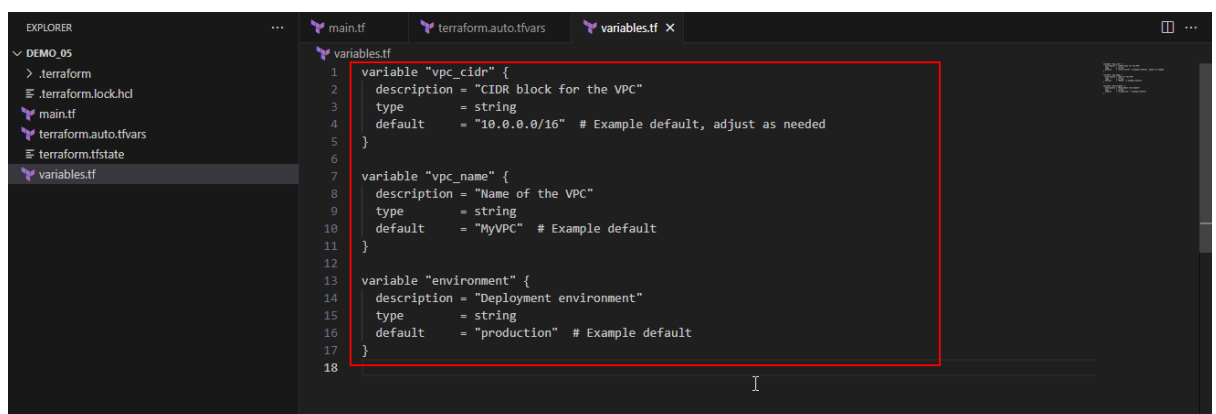 EXPLORER
...
main.tf
terraform.auto.tfvars
variables.tf
...
DEMO_05
.terraform
.terraform.lock.hcl
main.tf
terraform.auto.tfvars
terraform.tfstate
variables.tf
variables.tf
1 variable "vpc_cidr" {
2 description = "CIDR block for the VPC"
3 type        = string
4 default     = "10.0.0.0/16"  # Example default, adjust as needed
5 }
6
7 variable "vpc_name" {
8 description = "Name of the VPC"
9 type        = string
10 default     = "MyVPC"  # Example default
11 }
12
13 variable "environment" {
14 description = "Deployment environment"
15 type        = string
16 default     = "production"  # Example default
17 }
18